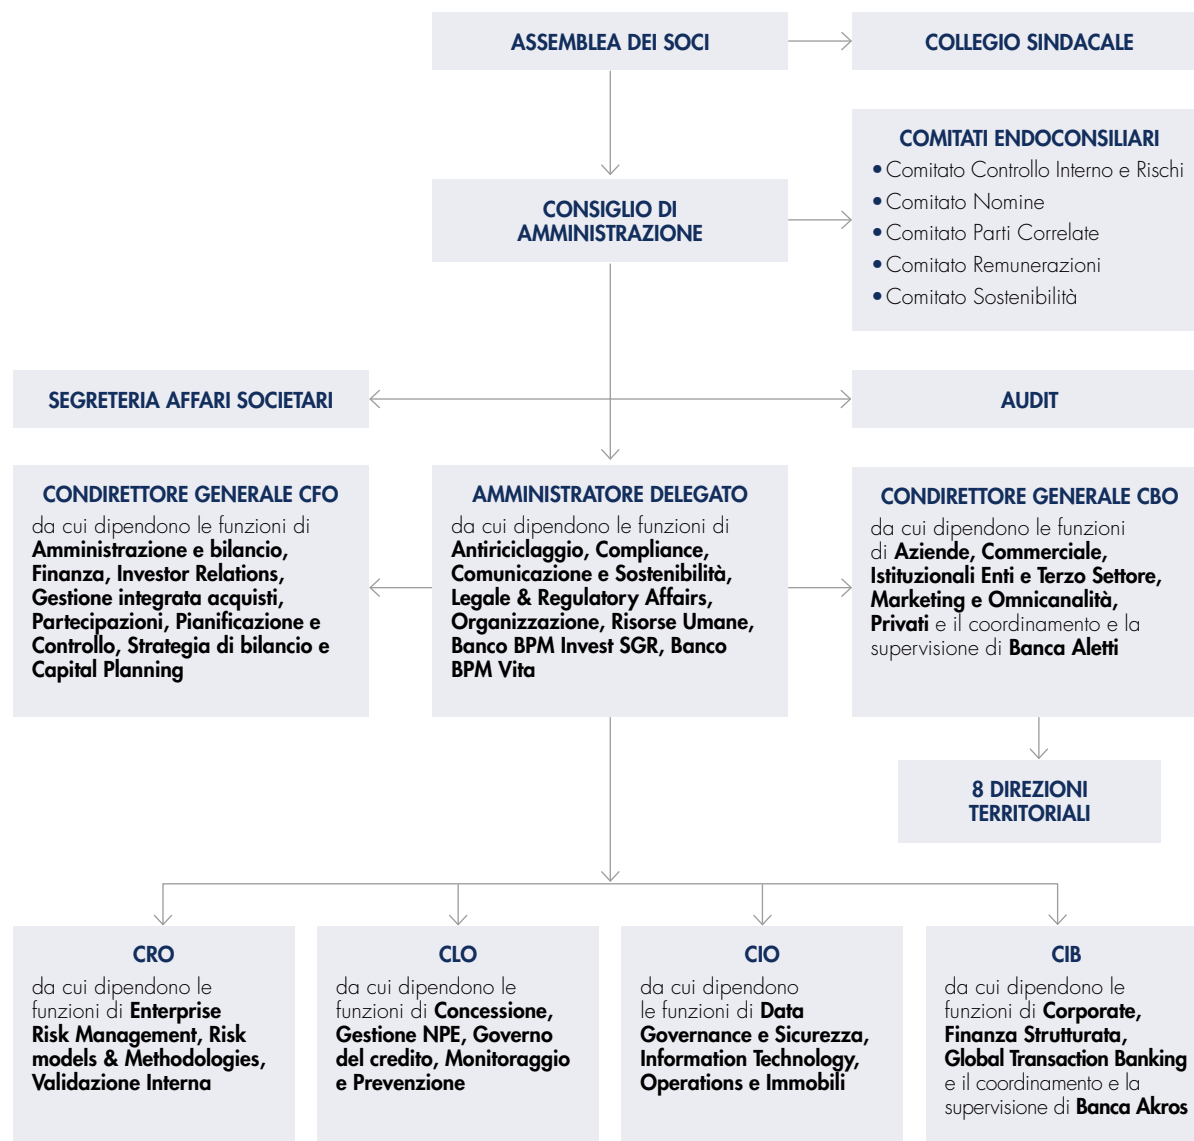 ASSEMBLEA DEI SOCI
COLLEGIO SINDACALE
COMITATI ENDOCONSILIARI
• Comitato Controllo Interno e Rischi
• Comitato Nomine
• Comitato Parti Correlate
• Comitato Remunerazioni
• Comitato Sostenibilità
CONSIGLIO DI
AMMINISTRAZIONE
SEGRETERIA AFFARI SOCIETARI
AUDIT
CONDIRETTORE GENERALE CFO
da cui dipendono le funzioni di
Amministrazione e bilancio,
Finanza, Investor Relations,
Gestione integrata acquisti,
Partecipazioni, Pianificazione e
Controllo, Strategia di bilancio e
Capital Planning
AMMINISTRATORE DELEGATO
da cui dipendono le funzioni di
Antiriciclaggio, Compliance,
Comunicazione e Sostenibilità,
Legale & Regulatory Affairs,
Organizzazione, Risorse Umane,
Banco BPM Invest SGR, Banco
BPM Vita
CONDIRETTORE GENERALE CBO
da cui dipendono le funzioni
di Aziende, Commerciale,
Istituzionali Enti e Terzo Settore,
Marketing e Omnicanalità,
Privati e il coordinamento e la
supervisione di Banca Aletti
8 DIREZIONI
TERRITORIALI
CRO
da cui dipendono le
funzioni di Enterprise
Risk Management, Risk
models & Methodologies,
Validazione Interna
CLO
da cui dipendono le
funzioni di Concessione,
Gestione NPE, Governo
del credito, Monitoraggio
e Prevenzione
CIO
da cui dipendono
le funzioni di Data
Governance e Sicurezza,
Information Technology,
Operations e Immobili
CIB
da cui dipendono le
funzioni di Corporate,
Finanza Strutturata,
Global Transaction Banking
e il coordinamento e la
supervisione di Banca Akros